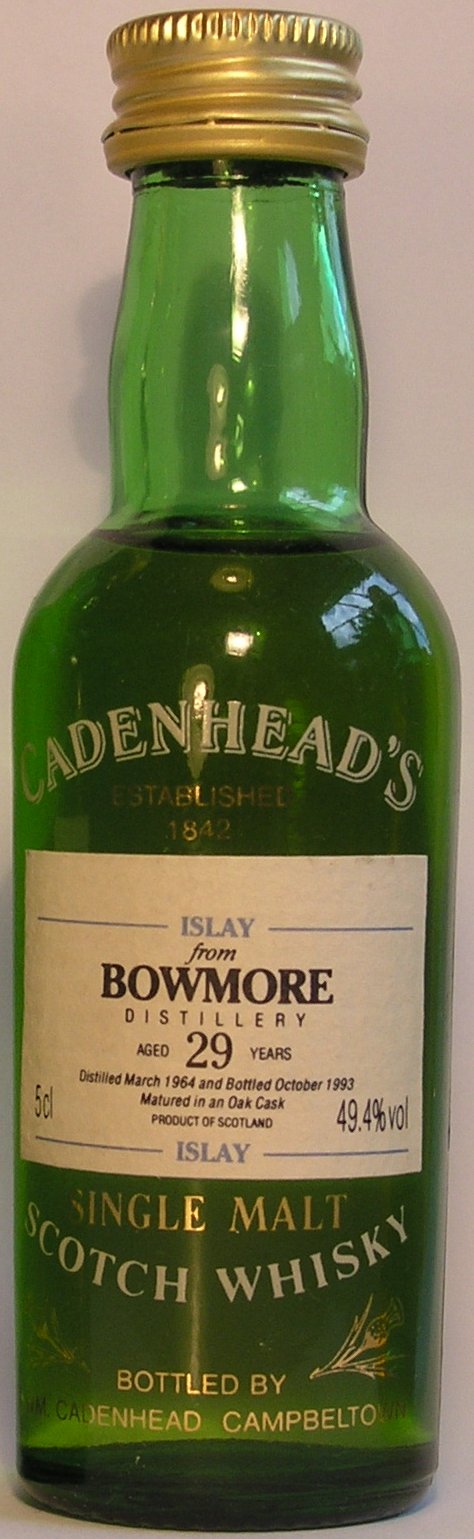 CADENHEAD'S
ESTABLISHED
1842
ISLAY
from
BOWMORE
DISTILLERY
AGED 29 YEARS
Distilled March 1964 and Bottled October 1993
Matured in an Oak Cask
5cl PRODUCT OF SCOTLAND 49.4%vol
ISLAY
SINGLE MALT
SCOTCH WHISKY
BOTTLED BY
WM. CADENHEAD CAMPBELTOWN